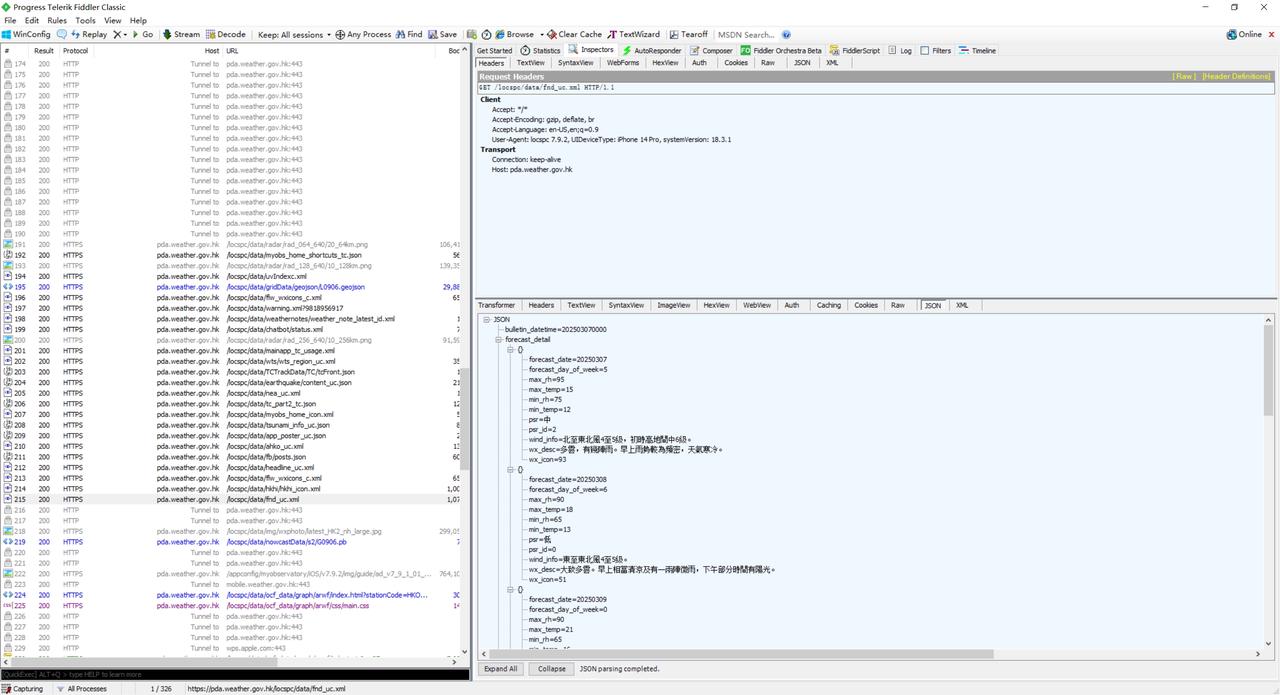 Progress Telerik Fiddler Classic
File Edit Rules Tools View Help
WinConfig Replay Go Stream Decode Keep: All sessions Any Process Find Save Browse Clear Cache TextWizard Tearoff MSDN Search... Online
# Result Protocol Host URL
174 200 HTTP Tunnel to pda.weather.gov.hk:443
175 200 HTTP Tunnel to pda.weather.gov.hk:443
176 200 HTTP Tunnel to pda.weather.gov.hk:443
177 200 HTTP Tunnel to pda.weather.gov.hk:443
178 200 HTTP Tunnel to pda.weather.gov.hk:443
179 200 HTTP Tunnel to pda.weather.gov.hk:443
180 200 HTTP Tunnel to pda.weather.gov.hk:443
181 200 HTTP Tunnel to pda.weather.gov.hk:443
182 200 HTTP Tunnel to pda.weather.gov.hk:443
183 200 HTTP Tunnel to pda.weather.gov.hk:443
184 200 HTTP Tunnel to pda.weather.gov.hk:443
185 200 HTTP Tunnel to pda.weather.gov.hk:443
186 200 HTTP Tunnel to pda.weather.gov.hk:443
187 200 HTTP Tunnel to pda.weather.gov.hk:443
188 200 HTTP Tunnel to pda.weather.gov.hk:443
189 200 HTTP Tunnel to pda.weather.gov.hk:443
190 200 HTTP Tunnel to pda.weather.gov.hk:443
191 200 HTTPS pda.weather.gov.hk /locspc/data/radar/rad_064_640/20_64km.png
192 200 HTTPS pda.weather.gov.hk /locspc/data/myobs_home_shortcuts_tc.json
193 200 HTTPS pda.weather.gov.hk /locspc/data/radar/rad_128_640/10_128km.png
194 200 HTTPS pda.weather.gov.hk /locspc/data/uvIndexc.xml
195 200 HTTPS pda.weather.gov.hk /locspc/data/gridData/geojson/L0906.geojson
196 200 HTTPS pda.weather.gov.hk /locspc/data/flw_wxicons_c.xml
197 200 HTTPS pda.weather.gov.hk /locspc/data/warning.xml?9818956917
198 200 HTTPS pda.weather.gov.hk /locspc/data/weathernotes/weather_note_latest_id.xml
199 200 HTTPS pda.weather.gov.hk /locspc/data/chatbot/status.xml
200 200 HTTPS pda.weather.gov.hk /locspc/data/radar/rad_256_640/10_256km.png
201 200 HTTPS pda.weather.gov.hk /locspc/data/mainapp_tc_usage.xml
202 200 HTTPS pda.weather.gov.hk /locspc/data/wts/wts_region_uc.xml
203 200 HTTPS pda.weather.gov.hk /locspc/data/TCTrackData/TC/tcFront.json
204 200 HTTPS pda.weather.gov.hk /locspc/data/earthquake/content_uc.json
205 200 HTTPS pda.weather.gov.hk /locspc/data/nea_uc.xml
206 200 HTTPS pda.weather.gov.hk /locspc/data/tc_part2_tc.json
207 200 HTTPS pda.weather.gov.hk /locspc/data/myobs_home_icon.xml
208 200 HTTPS pda.weather.gov.hk /locspc/data/tsunami_info_uc.json
209 200 HTTPS pda.weather.gov.hk /locspc/data/app_poster_uc.json
210 200 HTTPS pda.weather.gov.hk /locspc/data/ahko_uc.xml
211 200 HTTPS pda.weather.gov.hk /locspc/data/fb/posts.json
212 200 HTTPS pda.weather.gov.hk /locspc/data/headline_uc.xml
213 200 HTTPS pda.weather.gov.hk /locspc/data/flw_wxicons_c.xml
214 200 HTTPS pda.weather.gov.hk /locspc/data/hkhi/hkhi_icon.xml
215 200 HTTPS pda.weather.gov.hk /locspc/data/fnd_uc.xml
216 200 HTTP Tunnel to pda.weather.gov.hk:443
217 200 HTTP Tunnel to pda.weather.gov.hk:443
218 200 HTTPS pda.weather.gov.hk /locspc/data/img/wxphoto/latest_HK2_nh_large.jpg
219 200 HTTPS pda.weather.gov.hk /locspc/data/nowcastData/s2/G0906.pb
220 200 HTTP Tunnel to pda.weather.gov.hk:443
221 200 HTTP Tunnel to pda.weather.gov.hk:443
222 200 HTTPS pda.weather.gov.hk /appconfig/myobservatory/iOS/v7.9.2/img/guide/ad_v7_9_1_01_...
223 200 HTTP Tunnel to mobile.weather.gov.hk:443
224 200 HTTPS pda.weather.gov.hk /locspc/data/ocf_data/graph/arwf/index.html?stationCode=HKO...
225 200 HTTPS pda.weather.gov.hk /locspc/data/ocf_data/graph/arwf/css/main.css
226 200 HTTP Tunnel to pda.weather.gov.hk:443
227 200 HTTP Tunnel to pda.weather.gov.hk:443
228 200 HTTP Tunnel to pda.weather.gov.hk:443
229 200 HTTP Tunnel to wps.apple.com:443
[QuickExec] ALT+Q > type HELP to learn more
Capturing All Processes 1 / 326 https://pda.weather.gov.hk/locspc/data/fnd_uc.xml
Get Started Statistics Inspectors AutoResponder Composer Fiddler Orchestra Beta FiddlerScript Log Filters Timeline
Headers TextView SyntaxView WebForms HexView Auth Cookies Raw JSON XML
Request Headers [ Raw ] [Header Definitions]
GET /locspc/data/fnd_uc.xml HTTP/1.1
Client
Accept: */*
Accept-Encoding: gzip, deflate, br
Accept-Language: en-US,en;q=0.9
User-Agent: locspc 7.9.2, UIDeviceType: iPhone 14 Pro, systemVersion: 18.3.1
Transport
Connection: keep-alive
Host: pda.weather.gov.hk
Transformer Headers TextView SyntaxView ImageView HexView WebView Auth Caching Cookies Raw JSON XML
JSON
bulletin_datetime=202503070000
forecast_detail
{}
forecast_date=20250307
forecast_day_of_week=5
max_rh=95
max_temp=15
min_rh=75
min_temp=12
psr=中
psr_id=2
wind_info=北至東北風4至5級，初時高地間中6級。
wx_desc=多雲，有幾陣雨。早上雨勢較為頻密，天氣寒冷。
wx_icon=93
{}
forecast_date=20250308
forecast_day_of_week=6
max_rh=90
max_temp=18
min_rh=65
min_temp=13
psr=低
psr_id=0
wind_info=東至東北風4至5級。
wx_desc=大致多雲。早上相當清涼及有一兩陣微雨，下午部分時間有陽光。
wx_icon=51
{}
forecast_date=20250309
forecast_day_of_week=0
max_rh=90
max_temp=21
min_rh=65
Expand All Collapse JSON parsing completed.